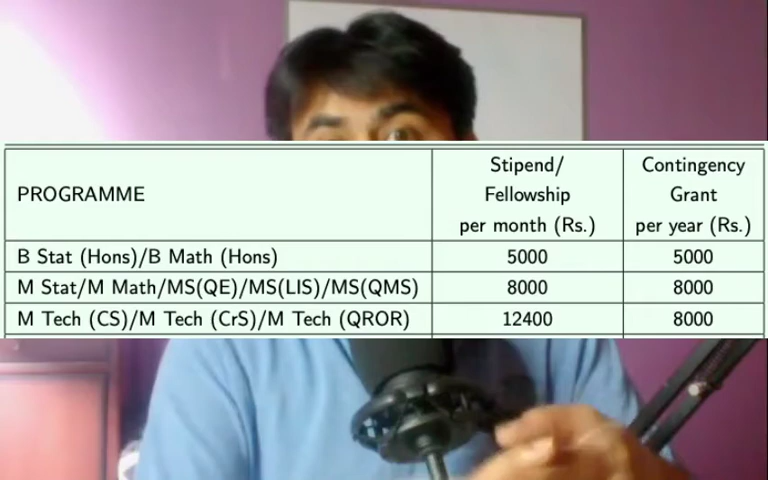 PROGRAMME Stipend/ Fellowship per month (Rs.) Contingency Grant per year (Rs.)
B Stat (Hons)/B Math (Hons) 5000 5000
M Stat/M Math/MS(QE)/MS(LIS)/MS(QMS) 8000 8000
M Tech (CS)/M Tech (CrS)/M Tech (QROR) 12400 8000